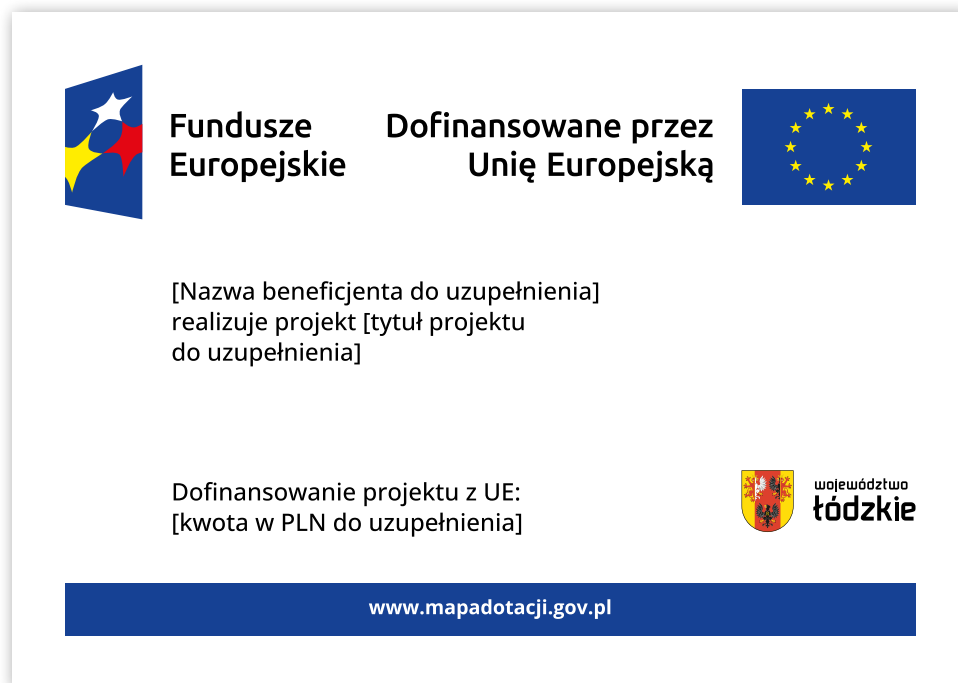 Fundusze
Europejskie
Dofinansowane przez
Unię Europejską
[Nazwa beneficjenta do uzupełnienia]
realizuje projekt [tytuł projektu
do uzupełnienia]
Dofinansowanie projektu z UE:
[kwota w PLN do uzupełnienia]
województwo
łódzkie
www.mapadotacji.gov.pl